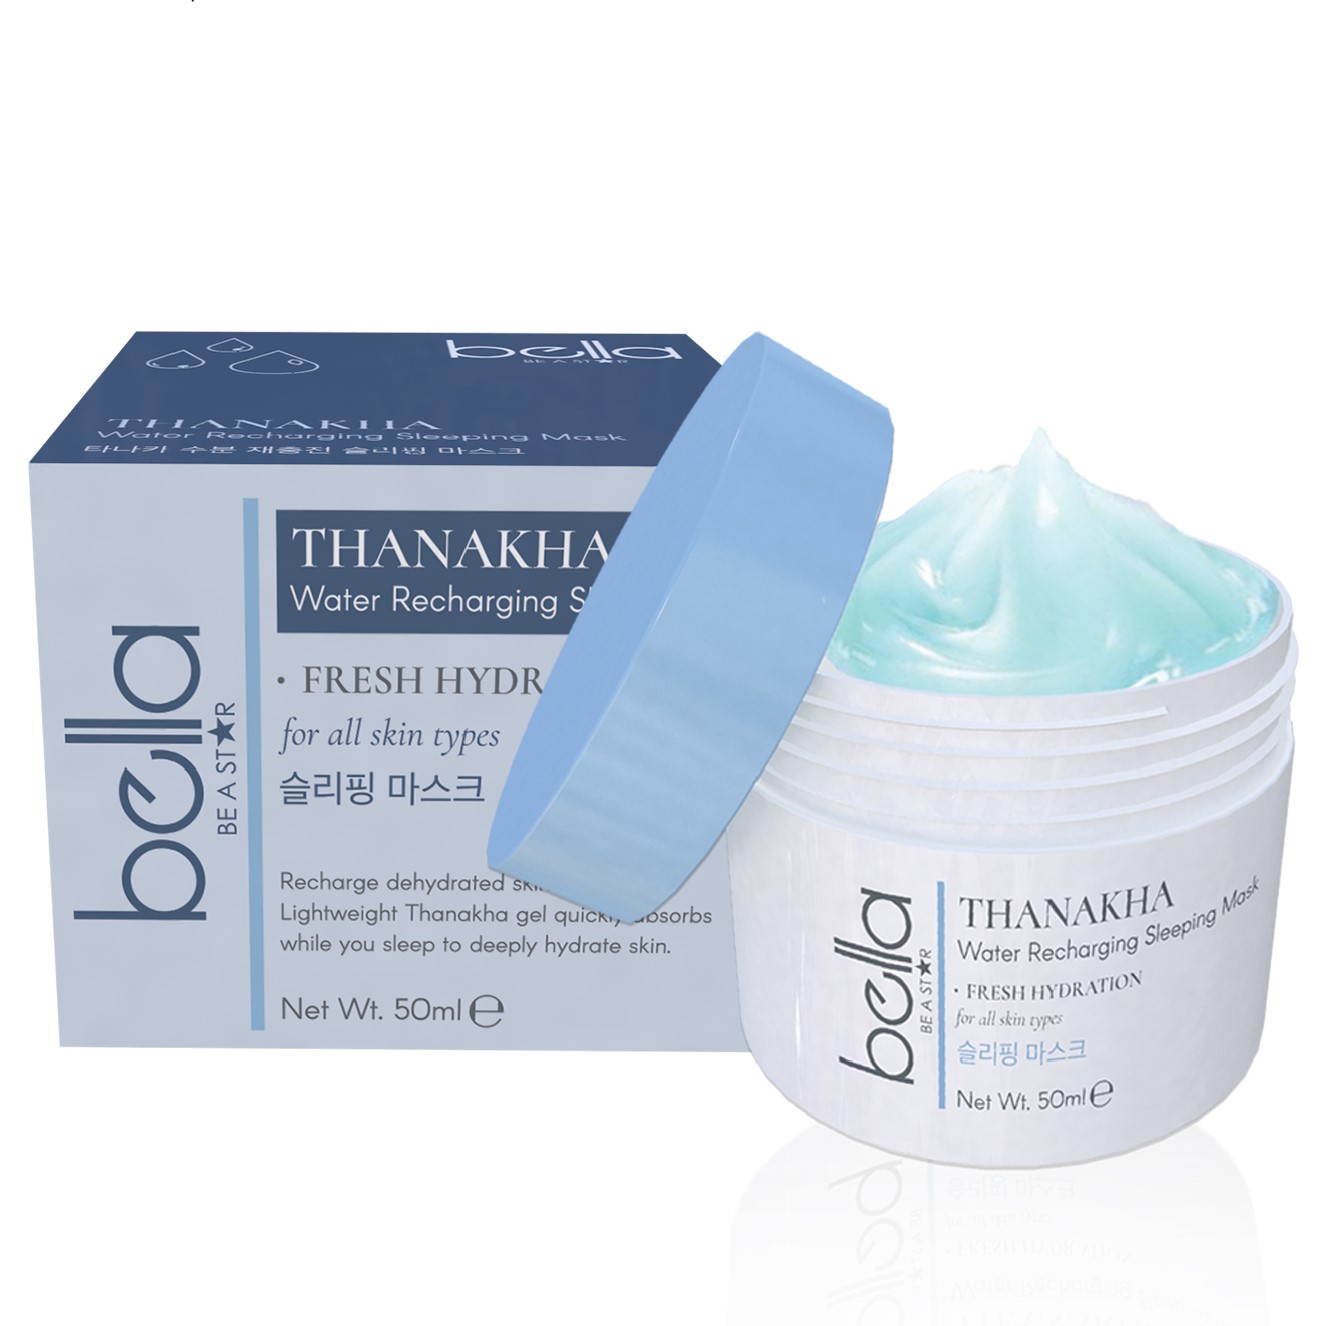 bella
BE A ST★R
THANAKHA
Water Recharging Sleeping Mask
타나카 수분 재충전 슬리핑 마스크
bella
BE A ST★R
THANAKHA
Water Recharging
• FRESH
for all skin types
슬리핑 마스크
Recharge dehydrated
Lightweight Thanakha gel quickly absorbs
while you sleep to deeply hydrate skin.
Net Wt. 50ml e
bella
BE A ST★R
THANAKHA
Water Recharging Sleeping Mask
• FRESH HYDRATION
for all skin types
슬리핑 마스크
Net Wt. 50ml e